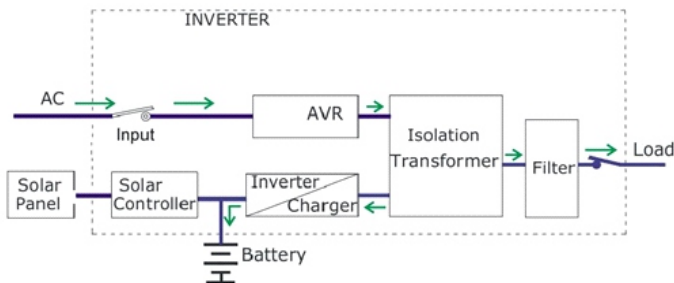 INVERTER
AC
Input
AVR
Isolation
Transformer
Filter
Load
Solar
Panel
Solar
Controller
Inverter
Charger
Battery